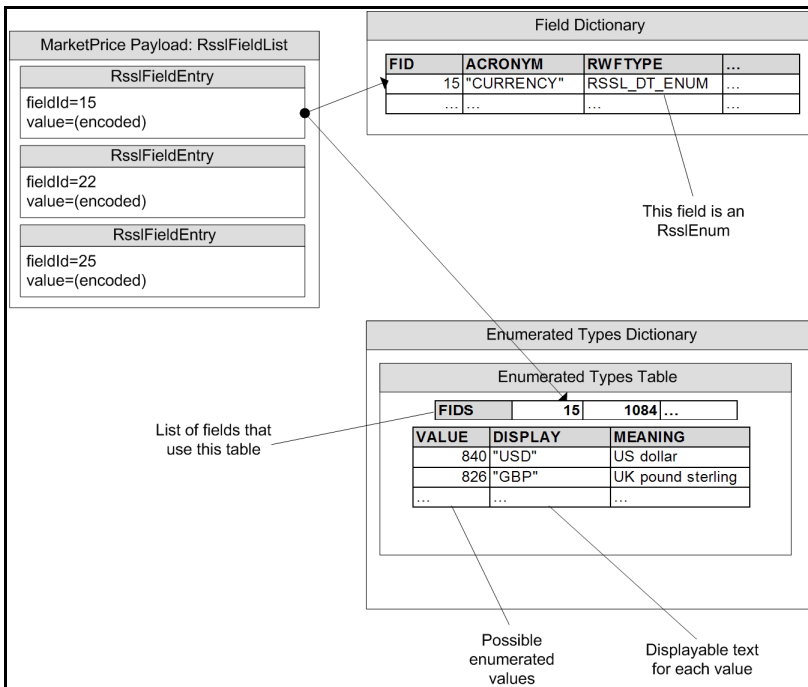 MarketPrice Payload: RsslFieldList
RsslFieldEntry
fieldId=15
value=(encoded)
RsslFieldEntry
fieldId=22
value=(encoded)
RsslFieldEntry
fieldId=25
value=(encoded)
Field Dictionary
FID ACRONYM RWFTYPE ...
15 "CURRENCY" RSSL_DT_ENUM ...
... ... ... ...
This field is an
RsslEnum
Enumerated Types Dictionary
Enumerated Types Table
FIDS 15 1084 ...
List of fields that
use this table
VALUE DISPLAY MEANING
840 "USD" US dollar
826 "GBP" UK pound sterling
... ... ...
Possible
enumerated
values
Displayable text
for each value